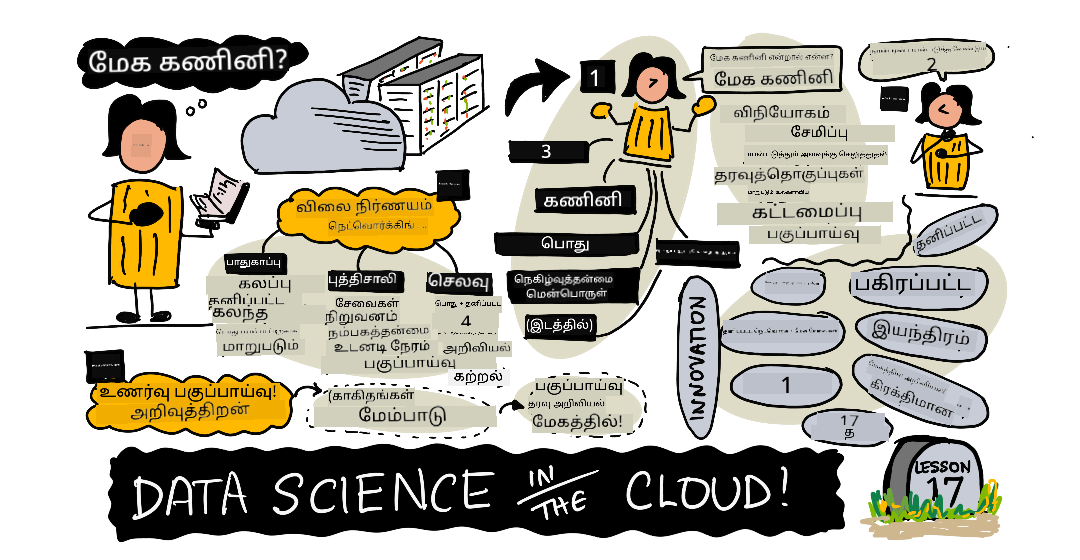 மேக கணினி?
1
மேக கணினி என்றால் என்ன?
மேக கணினி
2
விநியோகம்
சேமிப்பு
தரவுத்தொகுப்புகள்
கட்டமைப்பு
பகுப்பாய்வு
3
கணினி
பொது
நெகிழ்வுத்தன்மை
மென்பொருள்
(இடத்தில்)
விலை நிர்ணயம்
நெட்வொர்க்கிங் ...
பாதுகாப்பு
கலப்பு
தனிப்பட்ட
கலந்த
மாறுபடும்
புத்திசாலி
சேவைகள்
நிறுவனம்
நம்பகத்தன்மை
உடனடி நேரம்
பகுப்பாய்வு
செலவு
பொது + தனிப்பட்ட
4
அறிவியல்
கற்றல்
INNOVATION
தனிப்பட்ட
பகிரப்பட்ட
இயந்திரம்
கிரக்திமான
1
17
த
உணர்வு பகுப்பாய்வு!
அறிவுத்திறன்
(காகிதங்கள்
மேம்பாடு
பகுப்பாய்வு
தரவு அறிவியல்
மேகத்தில்!
DATA SCIENCE IN THE CLOUD!
LESSON
17